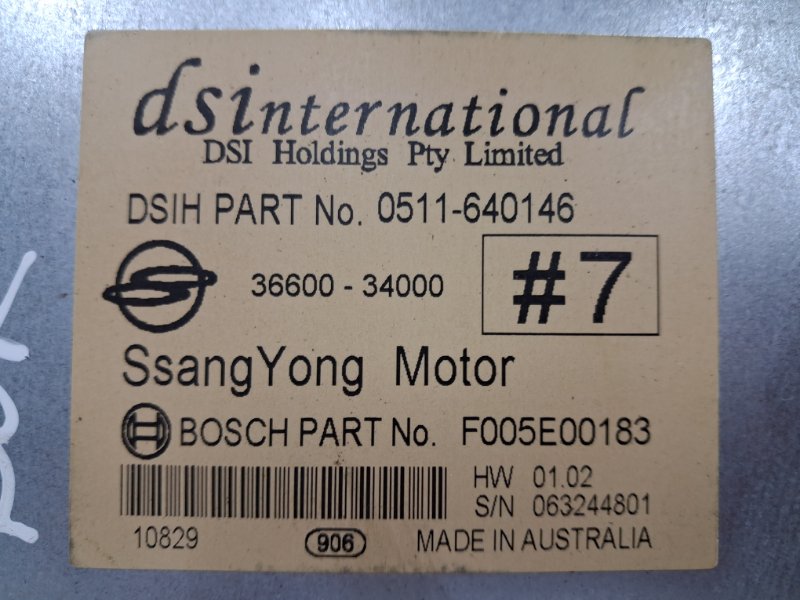 dsinternational
DSI Holdings Pty Limited
DSIH PART No. 0511-640146
36600 - 34000
#7
SsangYong Motor
BOSCH PART No. F005E00183
HW 01.02
S/N 063244801
10829 906 MADE IN AUSTRALIA